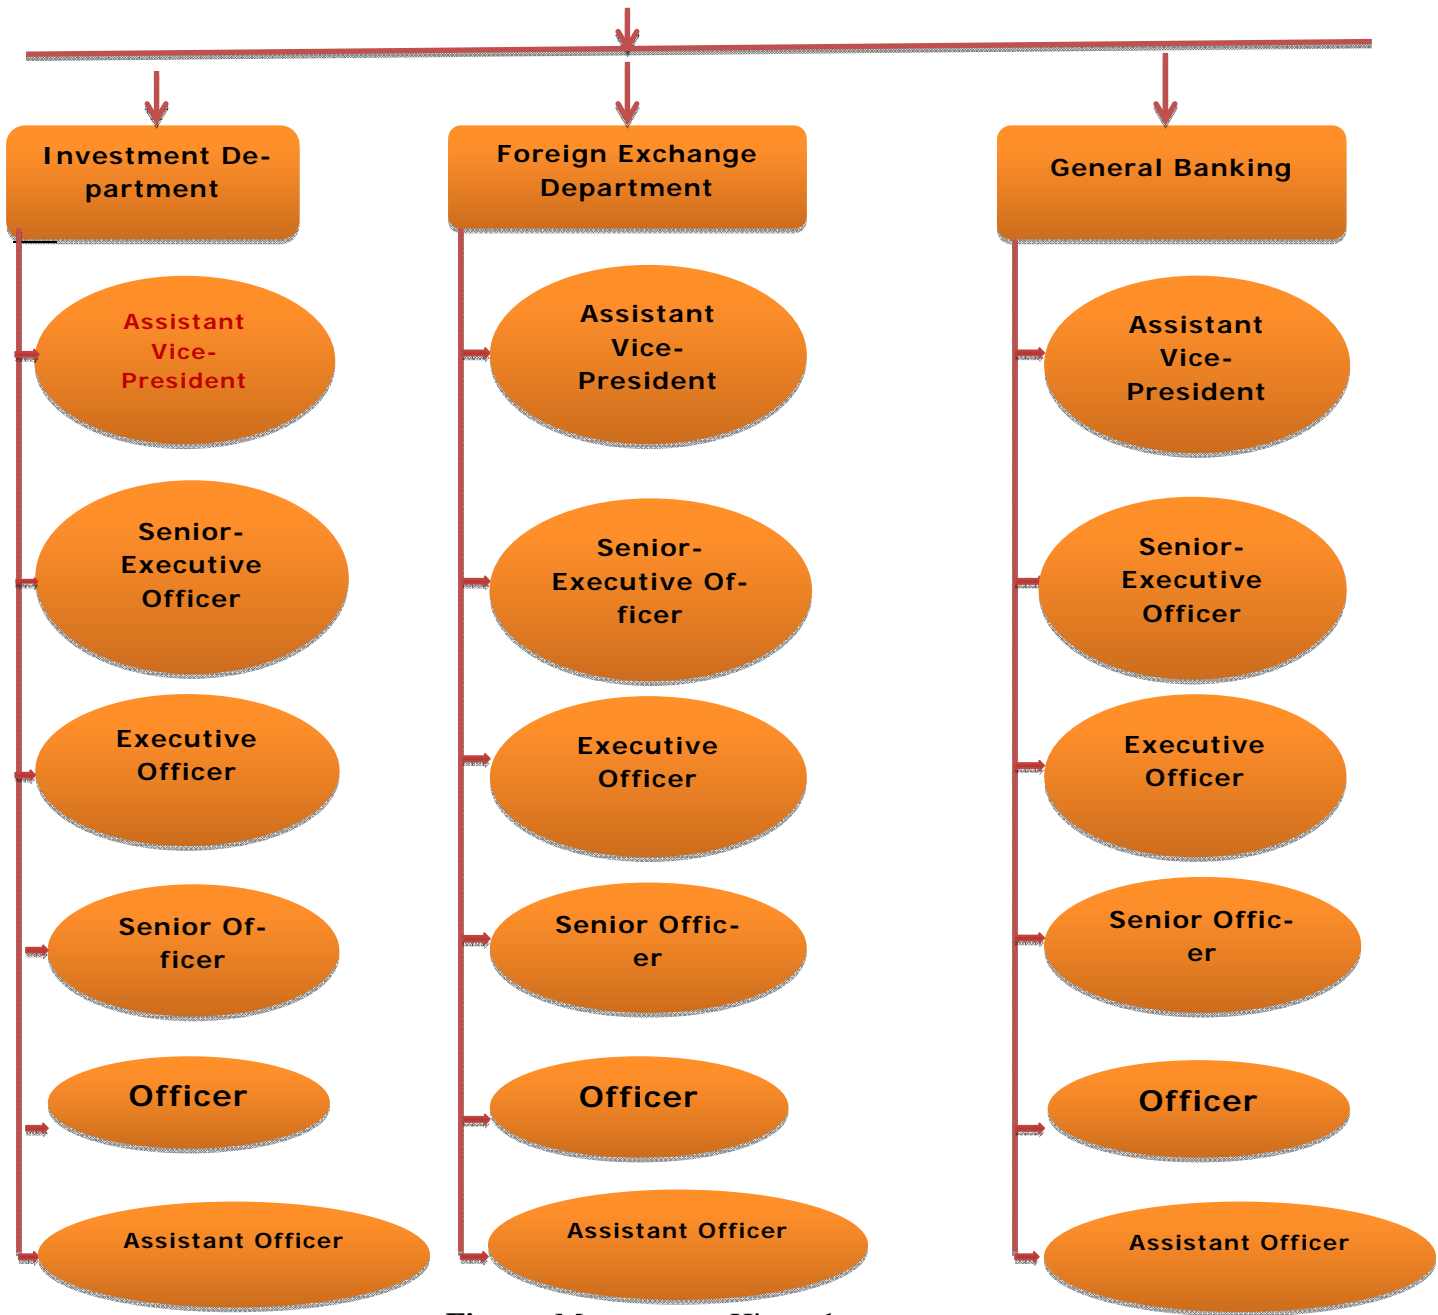 Investment De-
partment
Assistant
Vice-
President
Senior-
Executive
Officer
Executive
Officer
Senior Of-
ficer
Officer
Assistant Officer
Foreign Exchange
Department
Assistant
Vice-
President
Senior-
Executive Of-
ficer
Executive
Officer
Senior Offic-
er
Officer
Assistant Officer
General Banking
Assistant
Vice-
President
Senior-
Executive
Officer
Executive
Officer
Senior Offic-
er
Officer
Assistant Officer